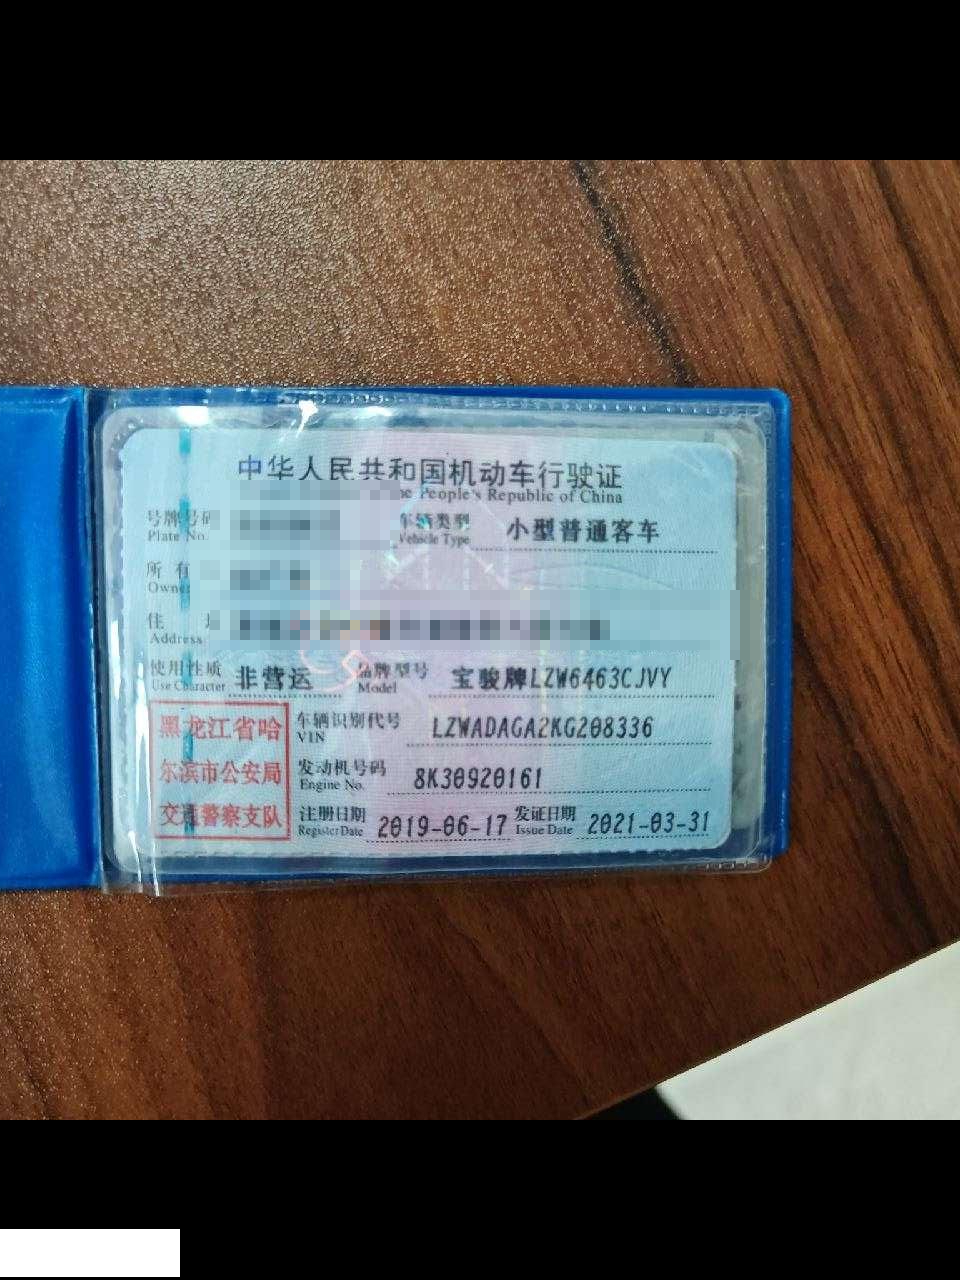 中华人民共和国机动车行驶证
he People's Republic of China
号牌号码 车辆类型 小型普通客车
Plate No. Vehicle Type
所有
Owner
住
Address
使用性质 非营运 品牌型号 宝骏牌LZW6463CJVY
Use Character Model
黑龙江省哈 车辆识别代号 LZWADAGA2KG208336
VIN
尔滨市公安局 发动机号码 8K30920161
Engine No.
交通警察支队 注册日期 2019-06-17 发证日期 2021-03-31
Register Date Issue Date